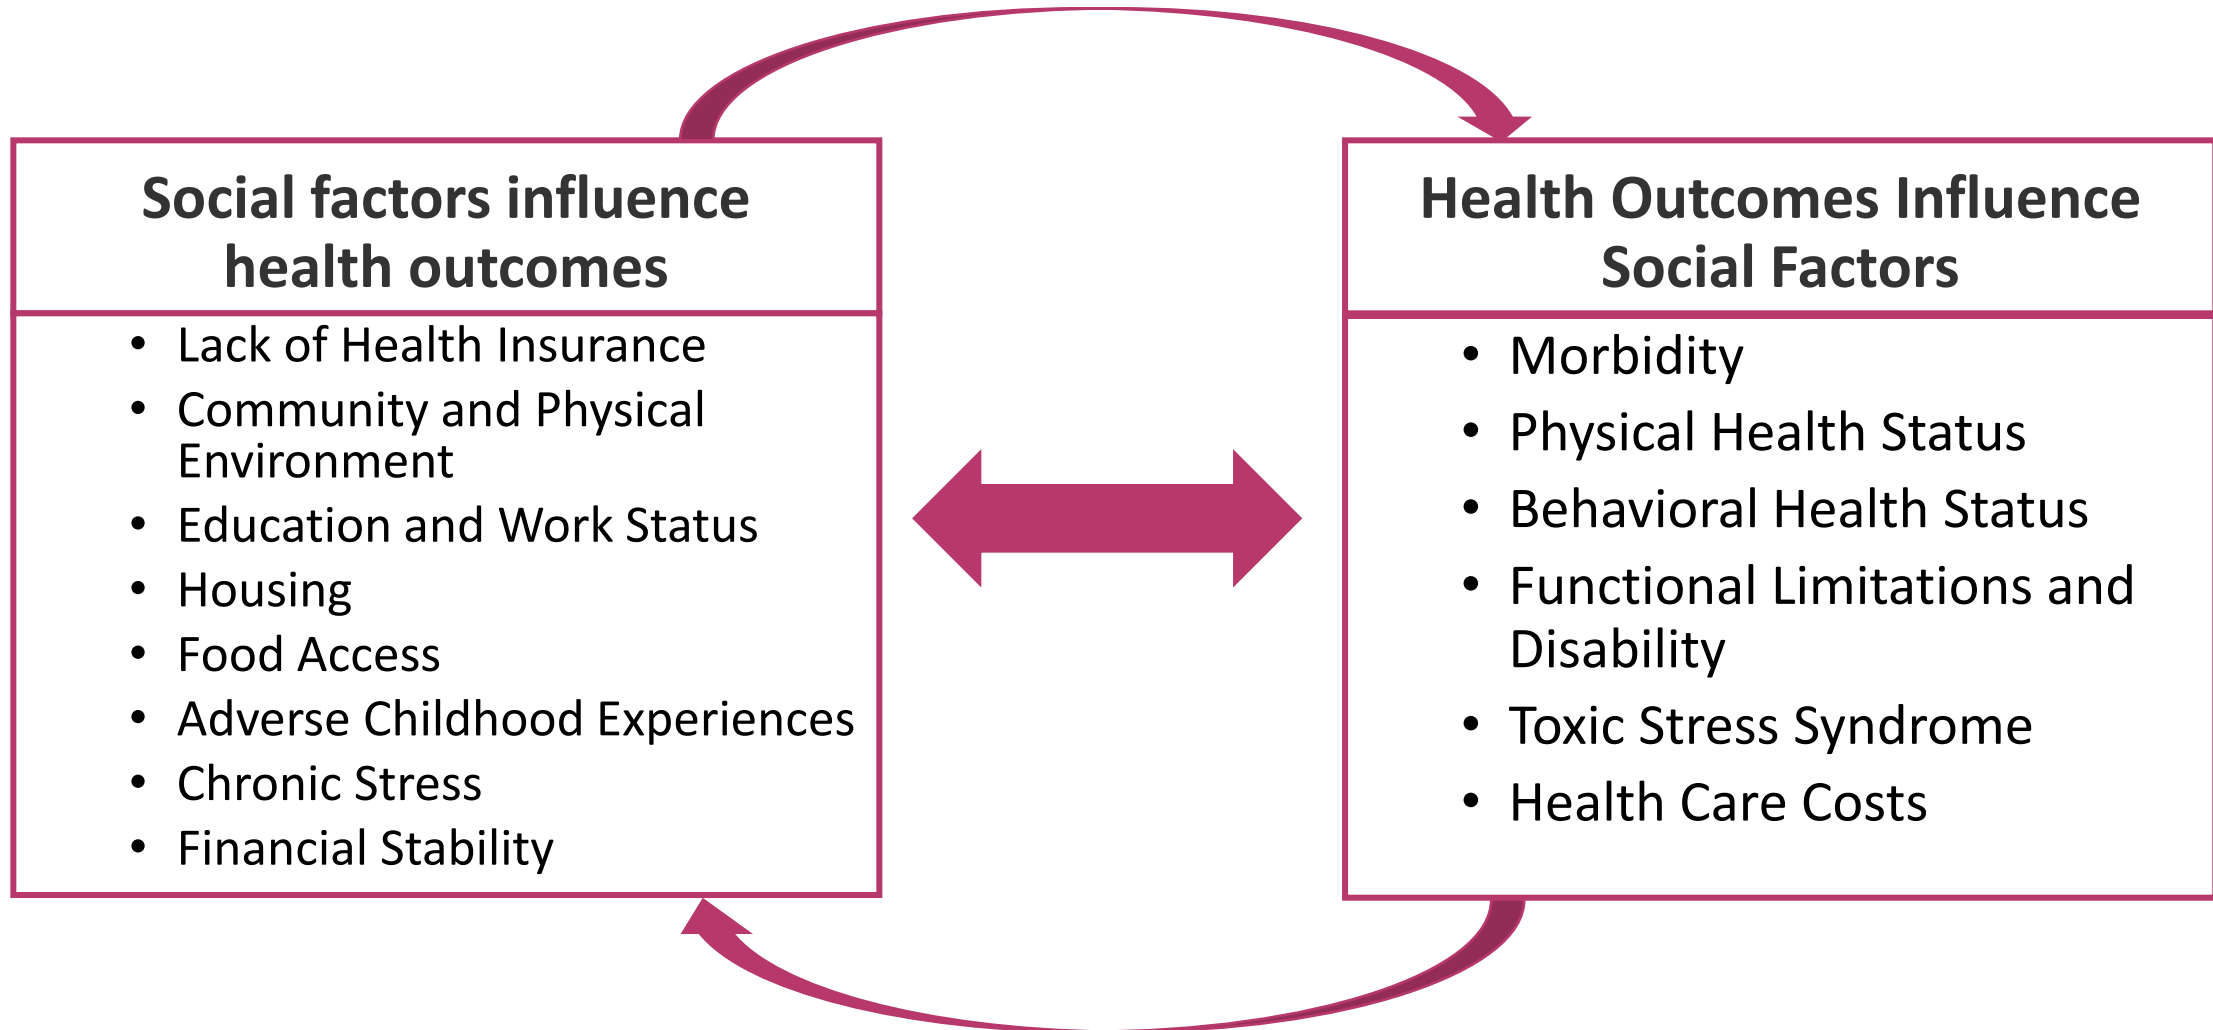 Social factors influence
health outcomes
• Lack of Health Insurance
• Community and Physical
Environment
• Education and Work Status
• Housing
• Food Access
• Adverse Childhood Experiences
• Chronic Stress
• Financial Stability
Health Outcomes Influence
Social Factors
• Morbidity
• Physical Health Status
• Behavioral Health Status
• Functional Limitations and
Disability
• Toxic Stress Syndrome
• Health Care Costs